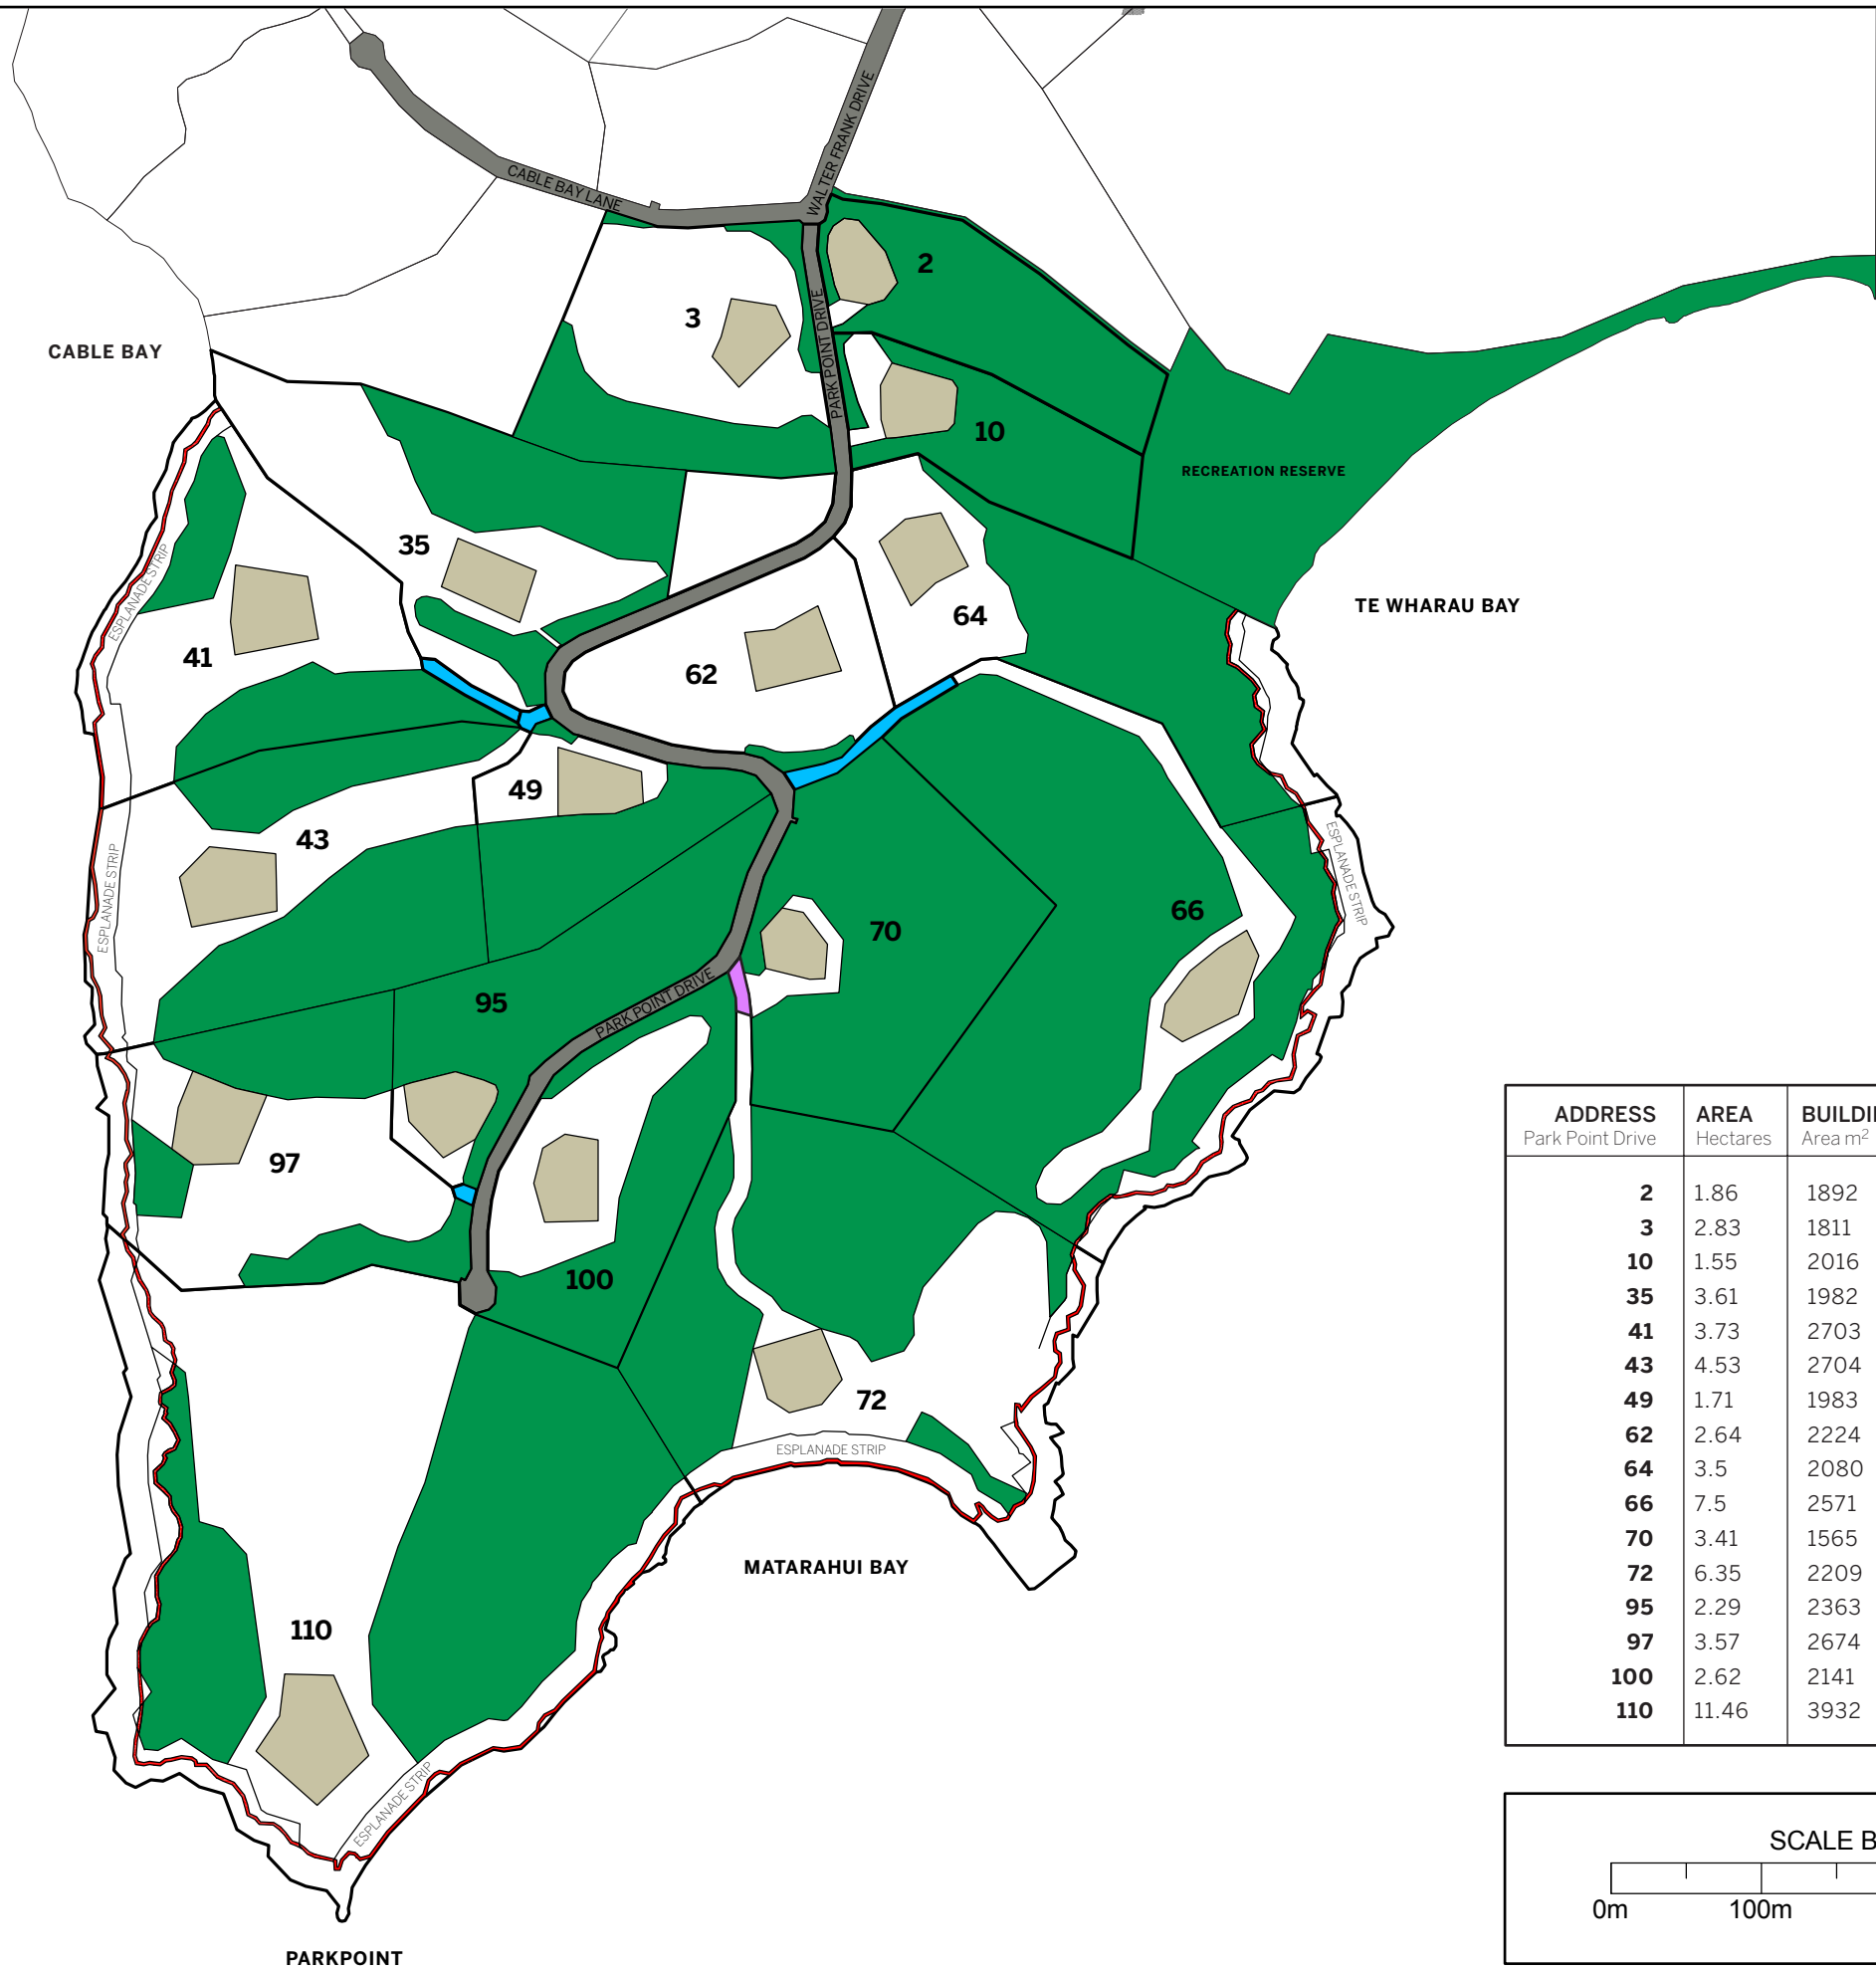 WALTER FRANK DRIVE
CABLE BAY LANE
2
3
PARK POINT DRIVE
CABLE BAY
10
RECREATION RESERVE
35
ESPLANADE STRIP
TE WHARAU BAY
64
41
62
49
43
ESPLANADE STRIP
ESPLANADE STRIP
66
70
95
PARK POINT DRIVE
97
100
72
ESPLANADE STRIP
MATARAHUI BAY
110
ESPLANADE STRIP
PARKPOINT
ADDRESS AREA BUILDI
Park Point Drive Hectares Area m²
2 1.86 1892
3 2.83 1811
10 1.55 2016
35 3.61 1982
41 3.73 2703
43 4.53 2704
49 1.71 1983
62 2.64 2224
64 3.5 2080
66 7.5 2571
70 3.41 1565
72 6.35 2209
95 2.29 2363
97 3.57 2674
100 2.62 2141
110 11.46 3932
SCALE B
0m 100m